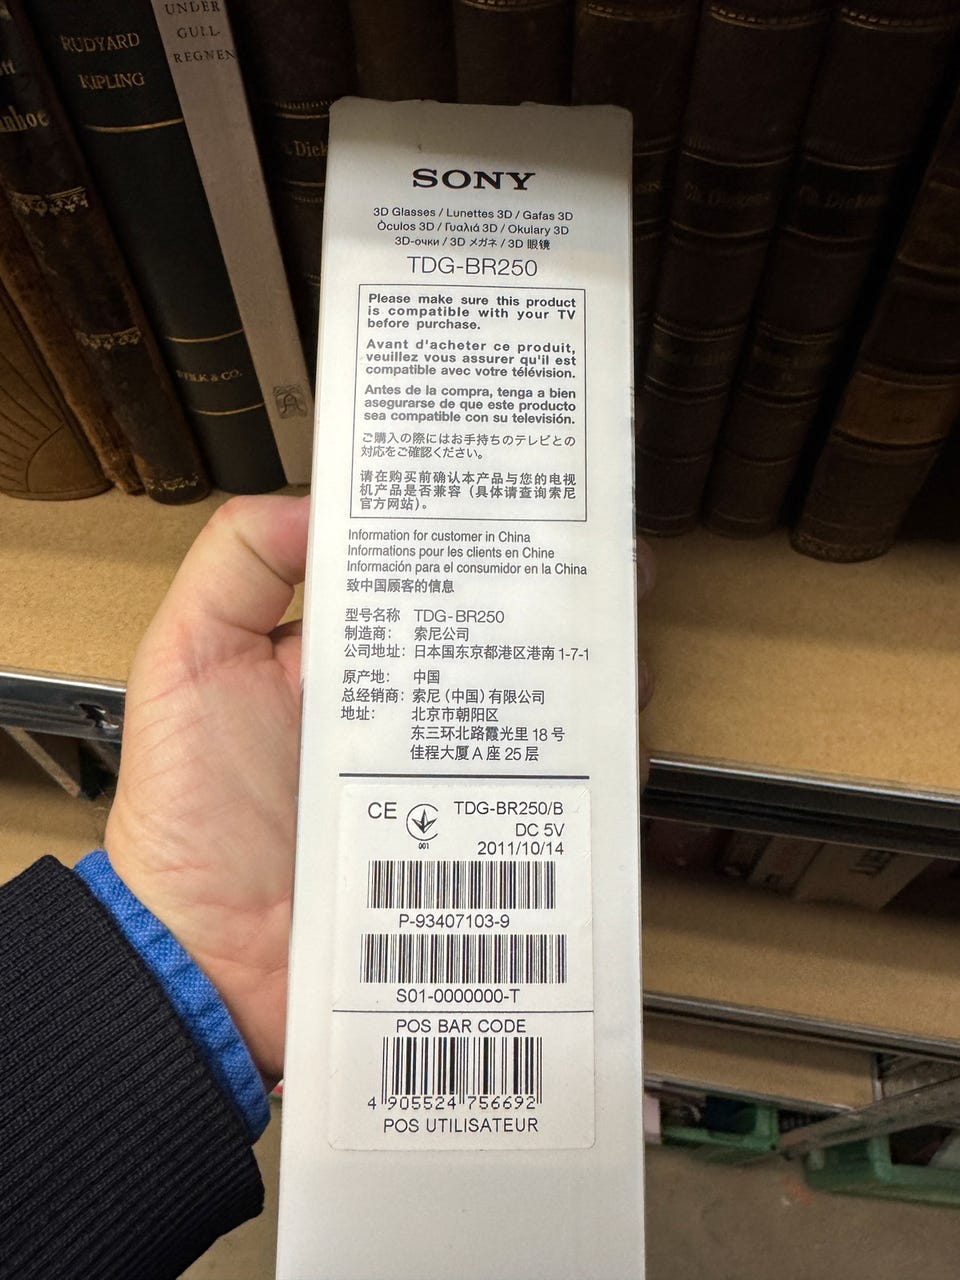 UNDER
GULL-
REGNEN
RUDYARD
KIPLING
SONY
3D Glasses / Lunettes 3D / Gafas 3D
Óculos 3D / Γυαλιά 3D / Okulary 3D
3D-очки / 3D メガネ / 3D 眼镜
TDG-BR250
Please make sure this product
is compatible with your TV
before purchase.
Avant d'acheter ce produit,
veuillez vous assurer qu'il est
compatible avec votre télévision.
Antes de la compra, tenga a bien
asegurarse de que este producto
sea compatible con su televisión.
ご購入の際にはお手持ちのテレビとの
対応をご確認ください。
请在购买前确认本产品与您的电视
机产品是否兼容（具体请查询索尼
官方网站）。
Information for customer in China
Informations pour les clients en Chine
Información para el consumidor en la China
致中国顾客的信息
型号名称 TDG-BR250
制造商： 索尼公司
公司地址：日本国东京都港区港南 1-7-1
原产地： 中国
总经销商：索尼（中国）有限公司
地址： 北京市朝阳区
东三环北路霞光里 18 号
佳程大厦 A 座 25 层
CE
001
TDG-BR250/B
DC 5V
2011/10/14
P-93407103-9
S01-0000000-T
POS BAR CODE
4 905524 756692
POS UTILISATEUR
Ch. Dickens